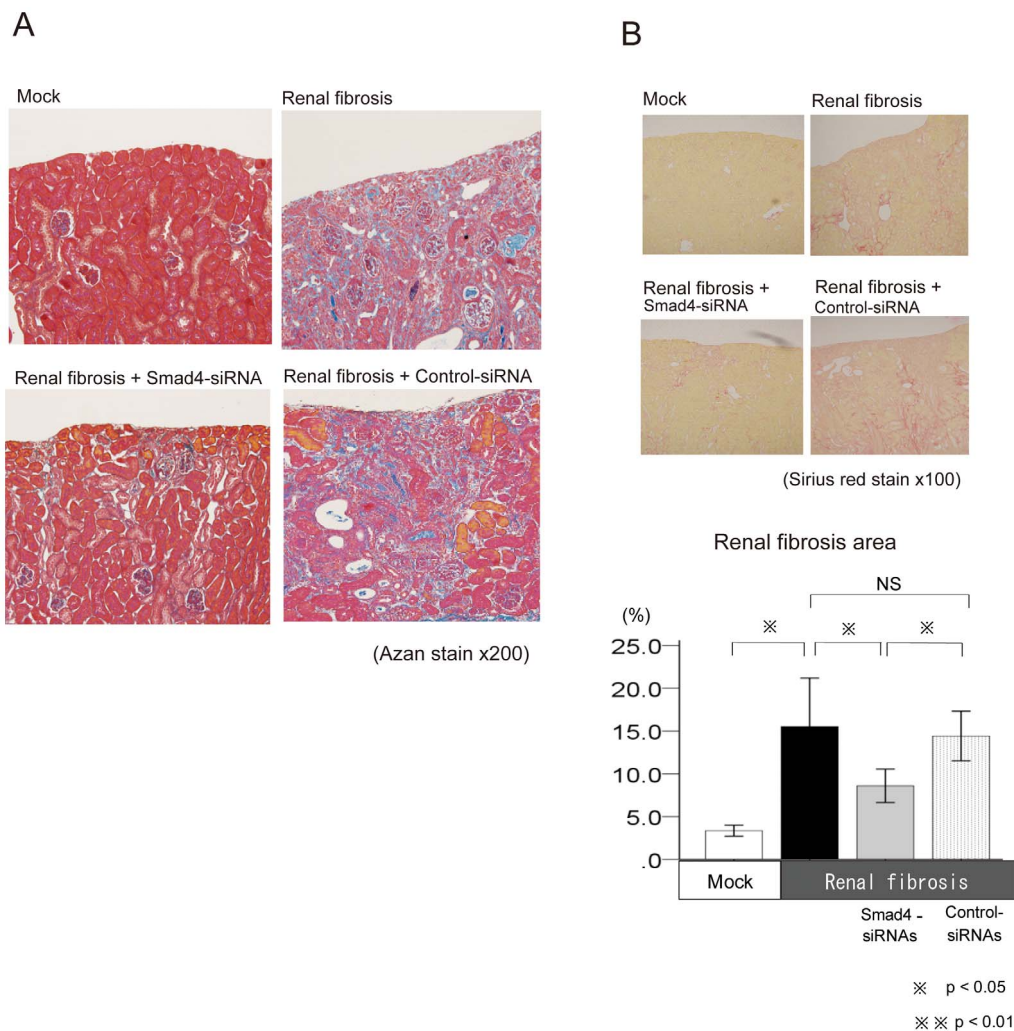 A
Mock
Renal fibrosis
Renal fibrosis + Smad4-siRNA
Renal fibrosis + Control-siRNA
(Azan stain x200)
B
Mock
Renal fibrosis
Renal fibrosis +
Smad4-siRNA
Renal fibrosis +
Control-siRNA
(Sirius red stain x100)
Renal fibrosis area
NS
(%)
※ ※ ※
25.0
20.0
15.0
10.0
5.0
.0
Mock
Renal fibrosis
Smad4 -
siRNAs
Control-
siRNAs
※ p < 0.05
※ ※ p < 0.01